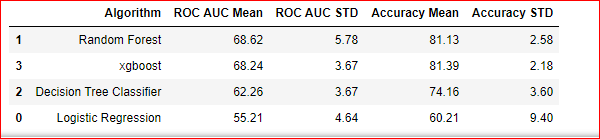 Algorithm ROC AUC Mean ROC AUC STD Accuracy Mean Accuracy STD
1 Random Forest 68.62 5.78 81.13 2.58
3 xgboost 68.24 3.67 81.39 2.18
2 Decision Tree Classifier 62.26 3.67 74.16 3.60
0 Logistic Regression 55.21 4.64 60.21 9.40